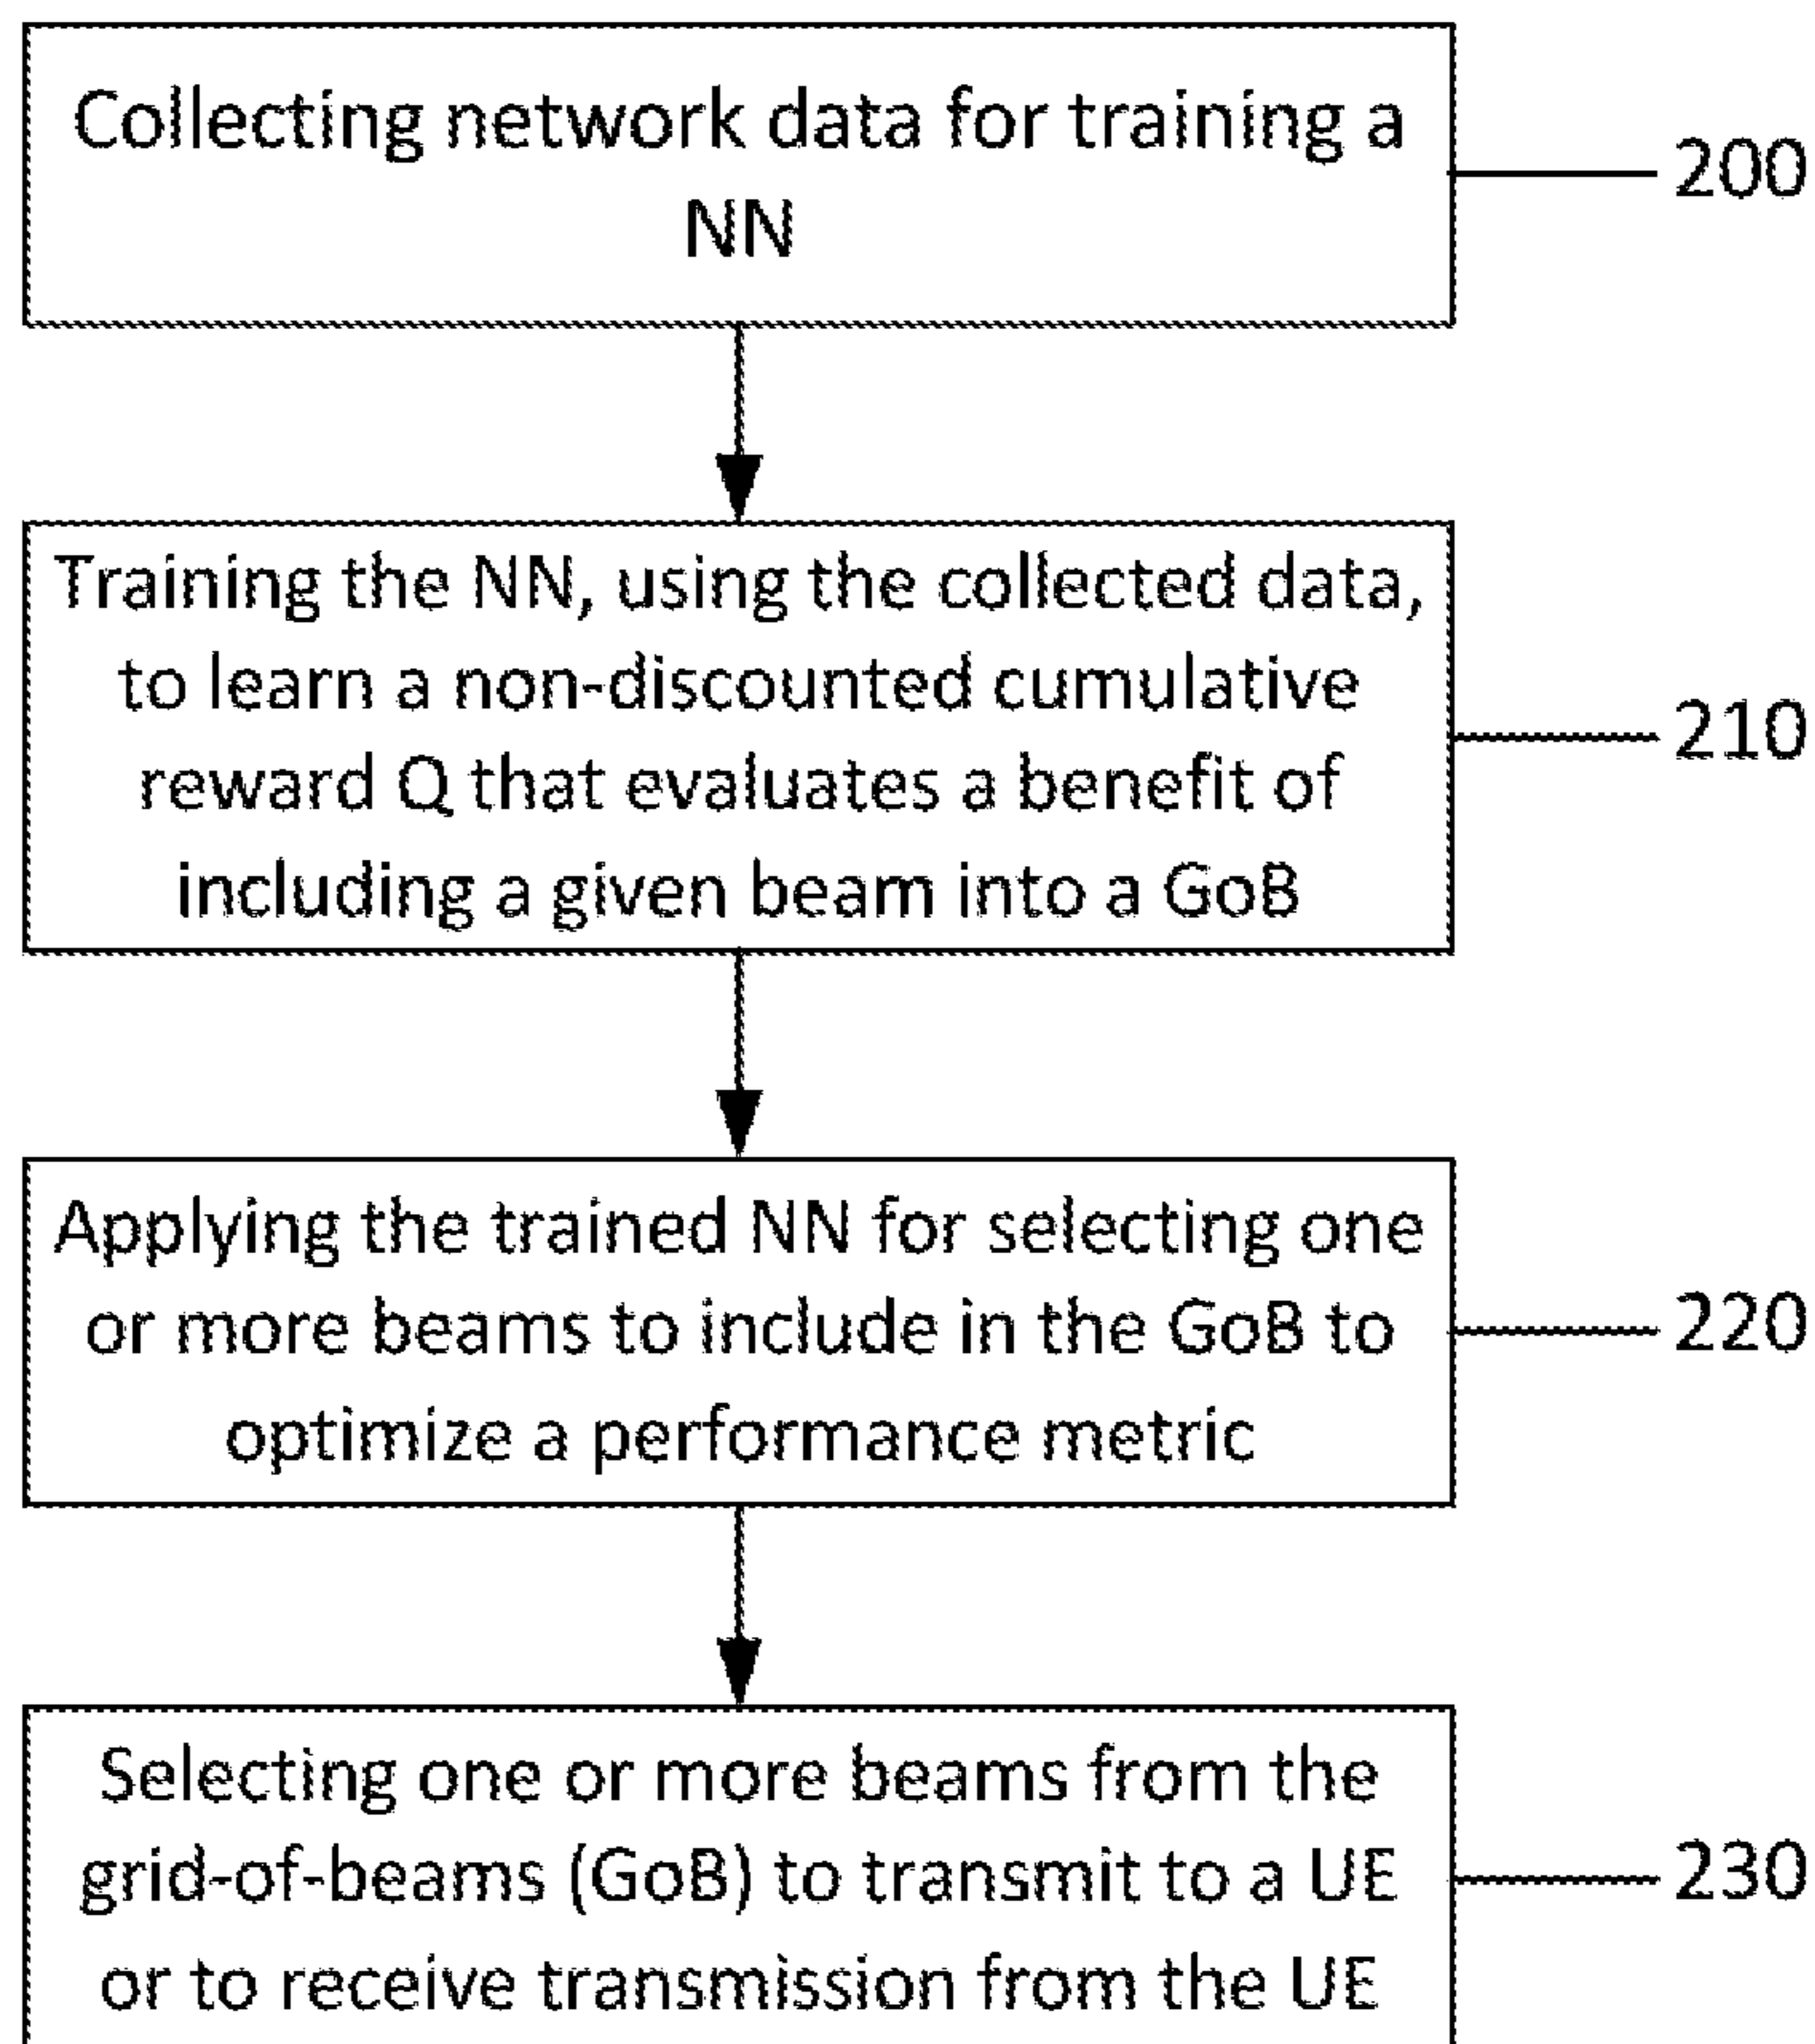 Collecting network data for training a
NN
200
Training the NN, using the collected data,
to learn a non-discounted cumulative
reward Q that evaluates a benefit of
including a given beam into a GoB
210
Applying the trained NN for selecting one
or more beams to include in the GoB to
optimize a performance metric
220
Selecting one or more beams from the
grid-of-beams (GoB) to transmit to a UE
or to receive transmission from the UE
230